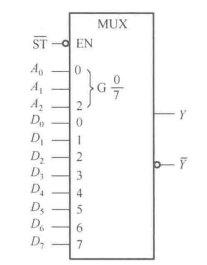 MUX
S̅T̅ EN
A₀ 0
A₁ G 0/7
A₂ 2
D₀ 0
D₁ 1
D₂ 2
D₃ 3
D₄ 4
D₅ 5
D₆ 6
D₇ 7
Y
Y̅